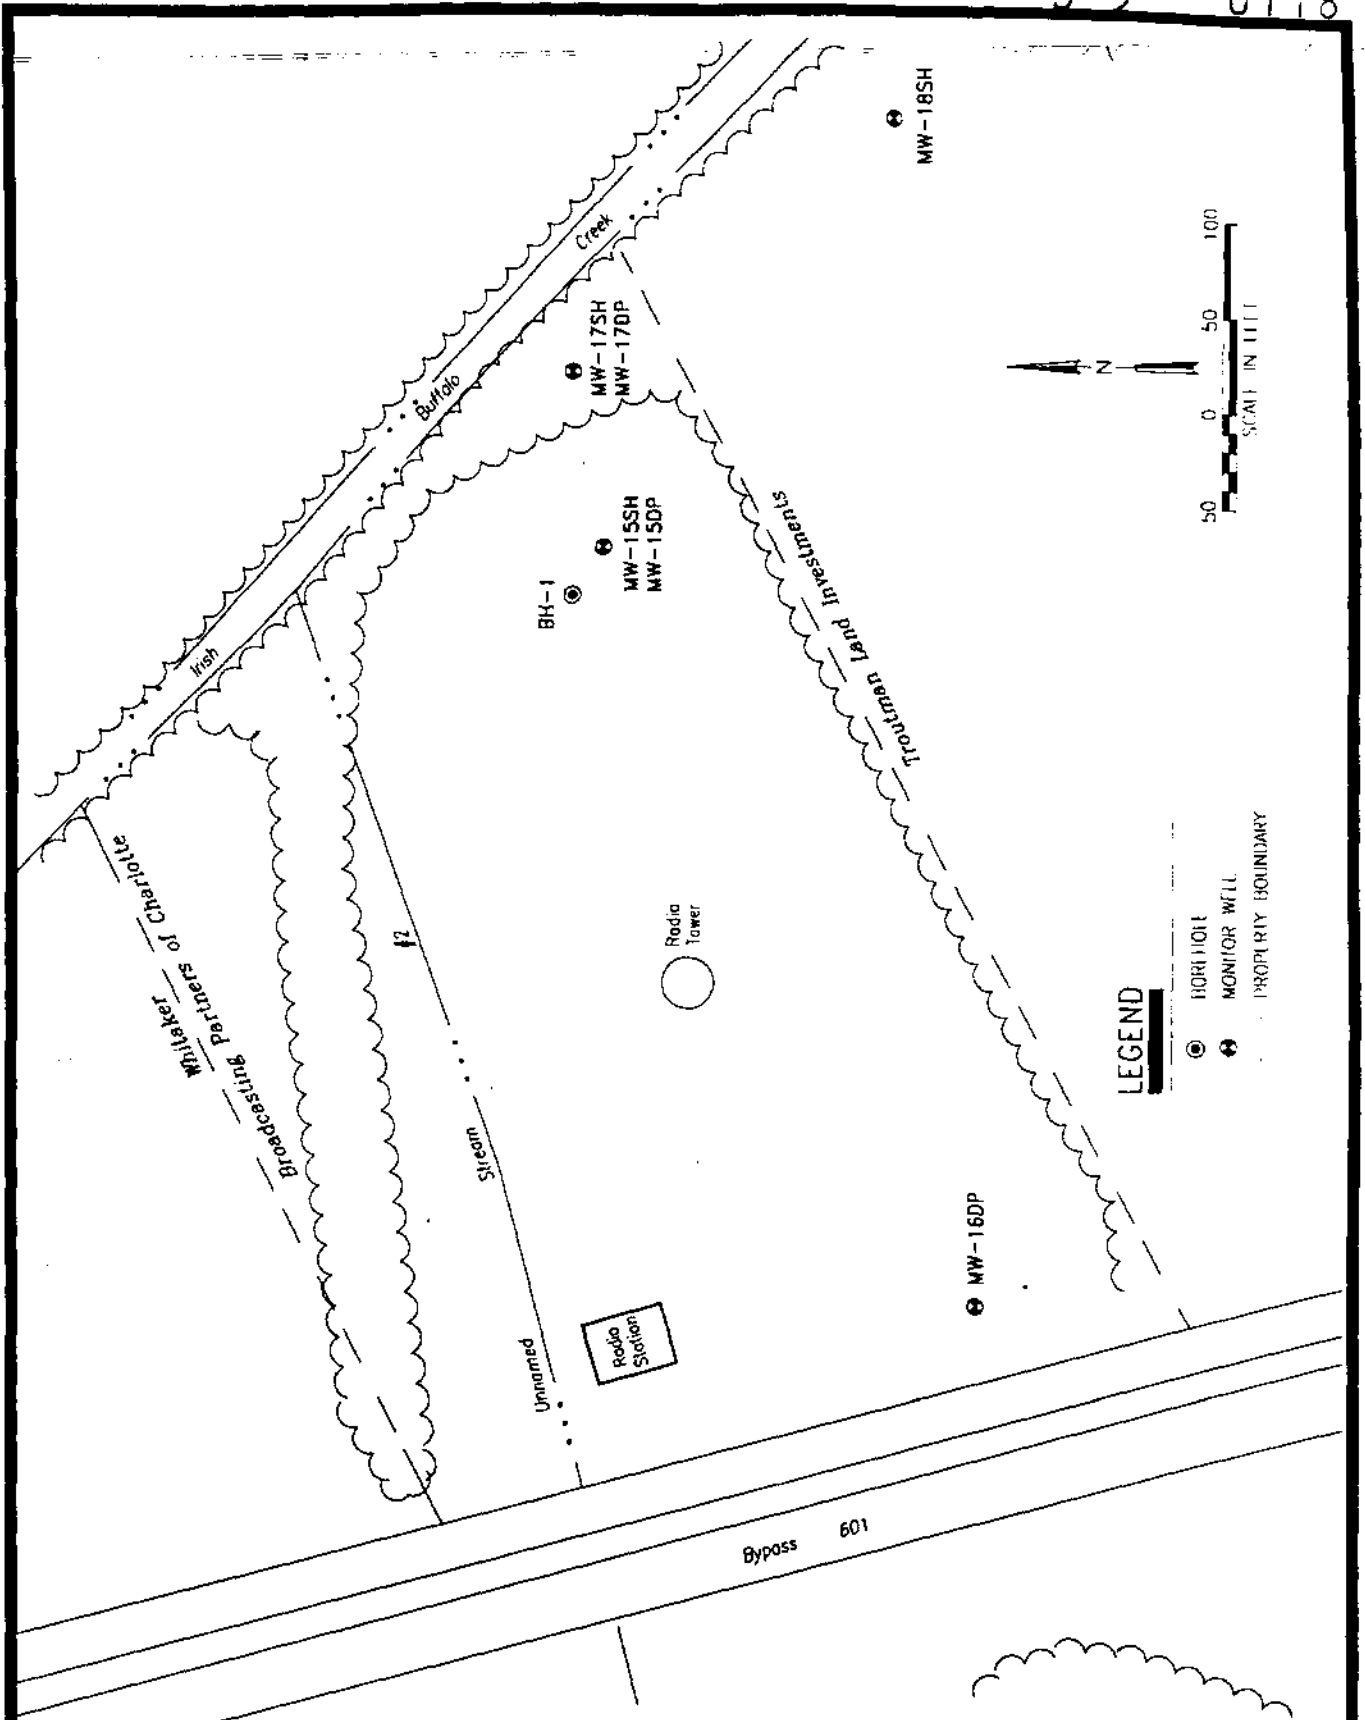 MW-18SH
Creek
MW-17SH
MW-17DP
Buffalo
MW-15SH
MW-15DP
BH-1
Irish
Whitaker
Broadcasting Partners of Charlotte
#2
Radio
Tower
Troutman Land Investments
Stream
Unnamed
Radio
Station
MW-16DP
Bypass 601
N
50 0 50 100
SCALE IN FEET
LEGEND
BOREHOLE
MONITOR WELL
PROPERTY BOUNDARY